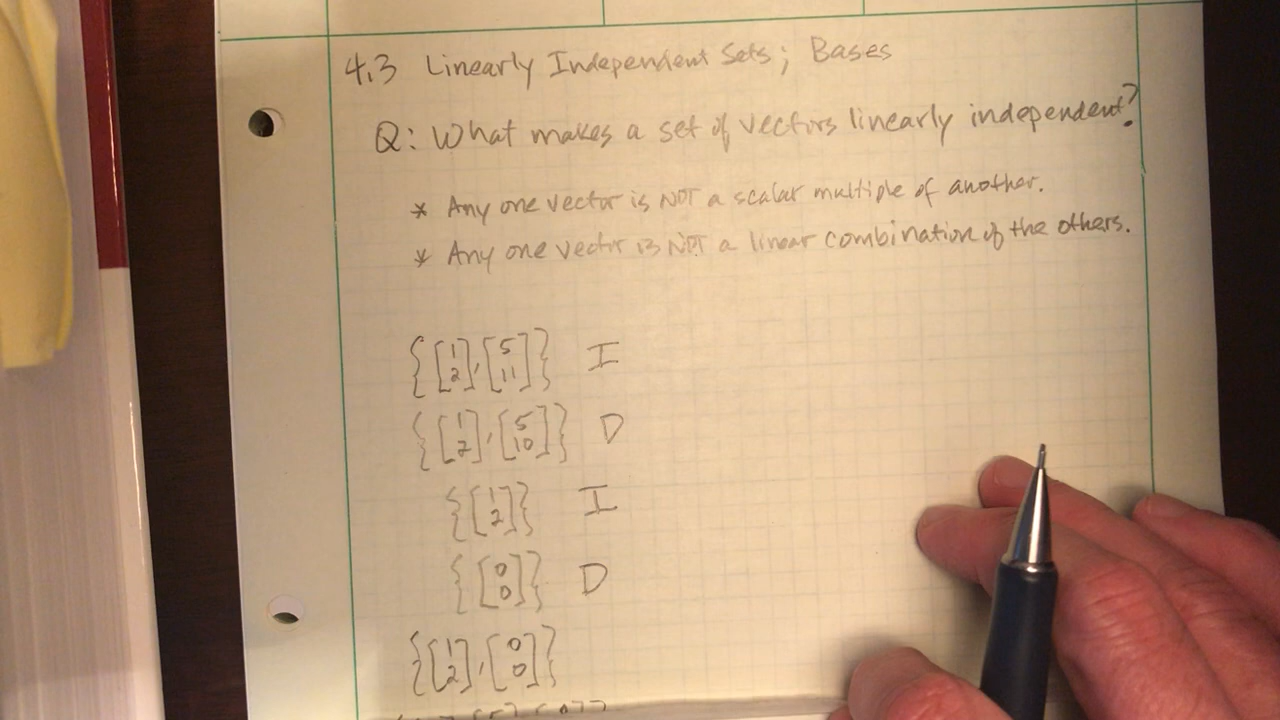 4.3 Linearly Independent Sets; Bases
Q: What makes a set of vectors linearly independent?
* Any one vector is NOT a scalar multiple of another.
* Any one vector is NOT a linear combination of the others.
{[1 2], [5 11]} I
{[1 2], [5 10]} D
{[1 2]} I
{[0 0]} D
{[1 2], [0 0]}